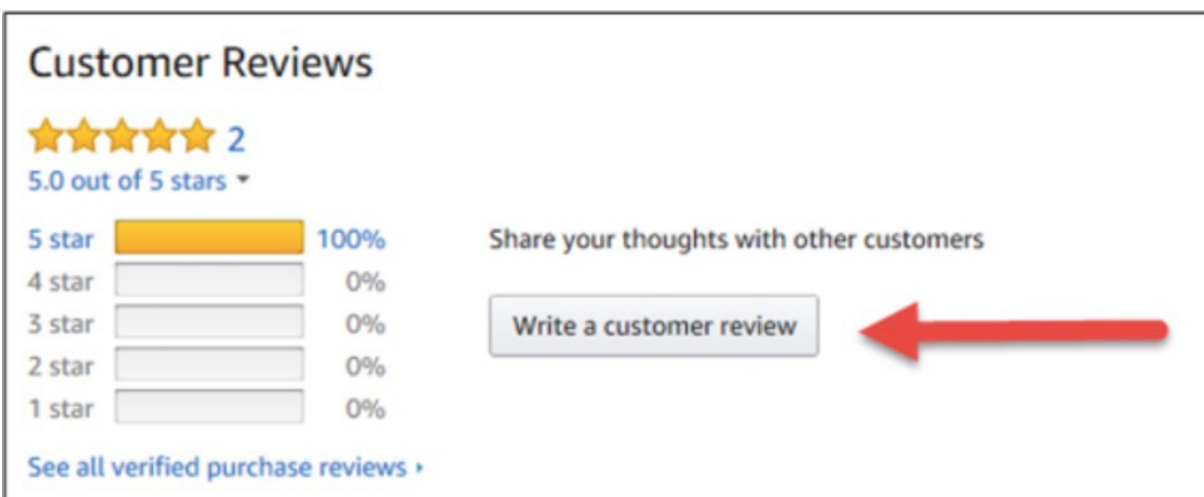 Customer Reviews
2
5.0 out of 5 stars
5 star 100%
4 star 0%
3 star 0%
2 star 0%
1 star 0%
See all verified purchase reviews
Share your thoughts with other customers
Write a customer review